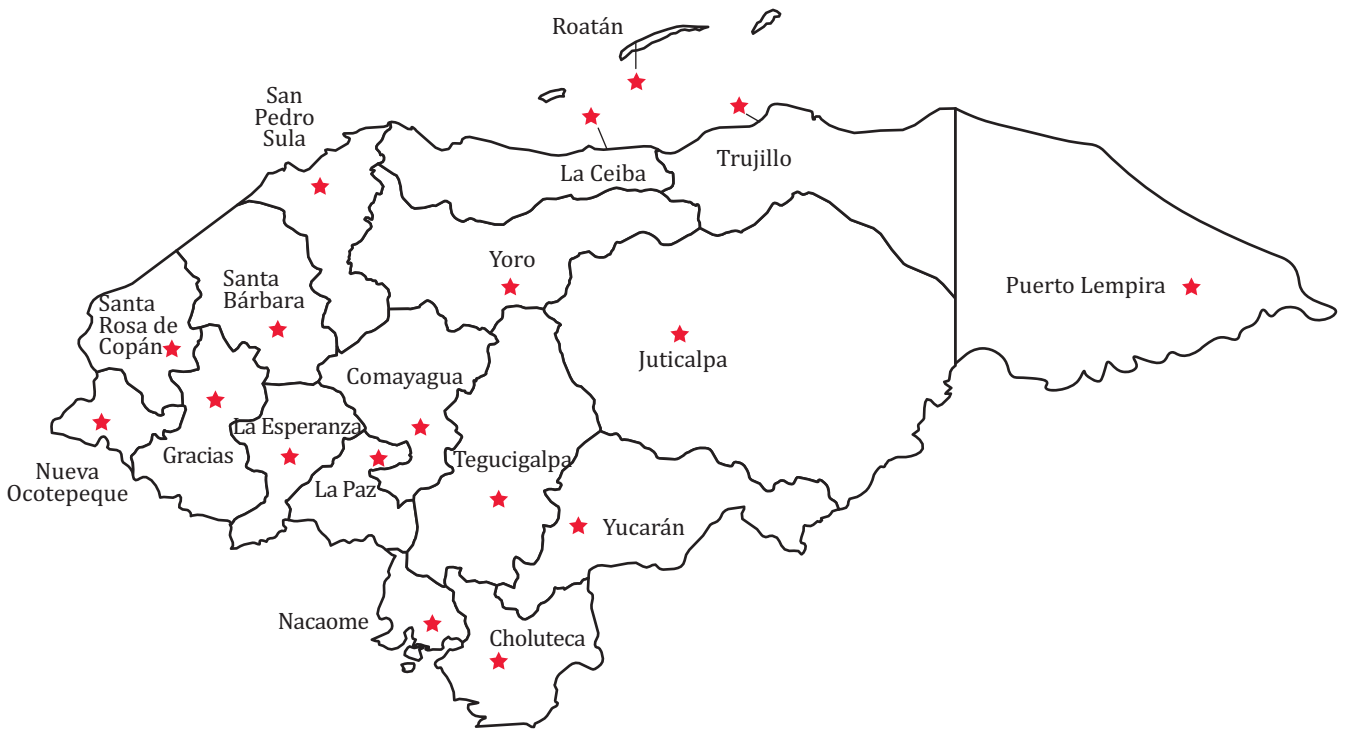 Roatán
San
Pedro
Sula
La Ceiba
Trujillo
Yoro
Santa
Bárbara
Puerto Lempira
Santa
Rosa de
Copán
Juticalpa
Comayagua
La Esperanza
Gracias
Tegucigalpa
Nueva
Ocotepeque
La Paz
Yucarán
Nacaome
Choluteca